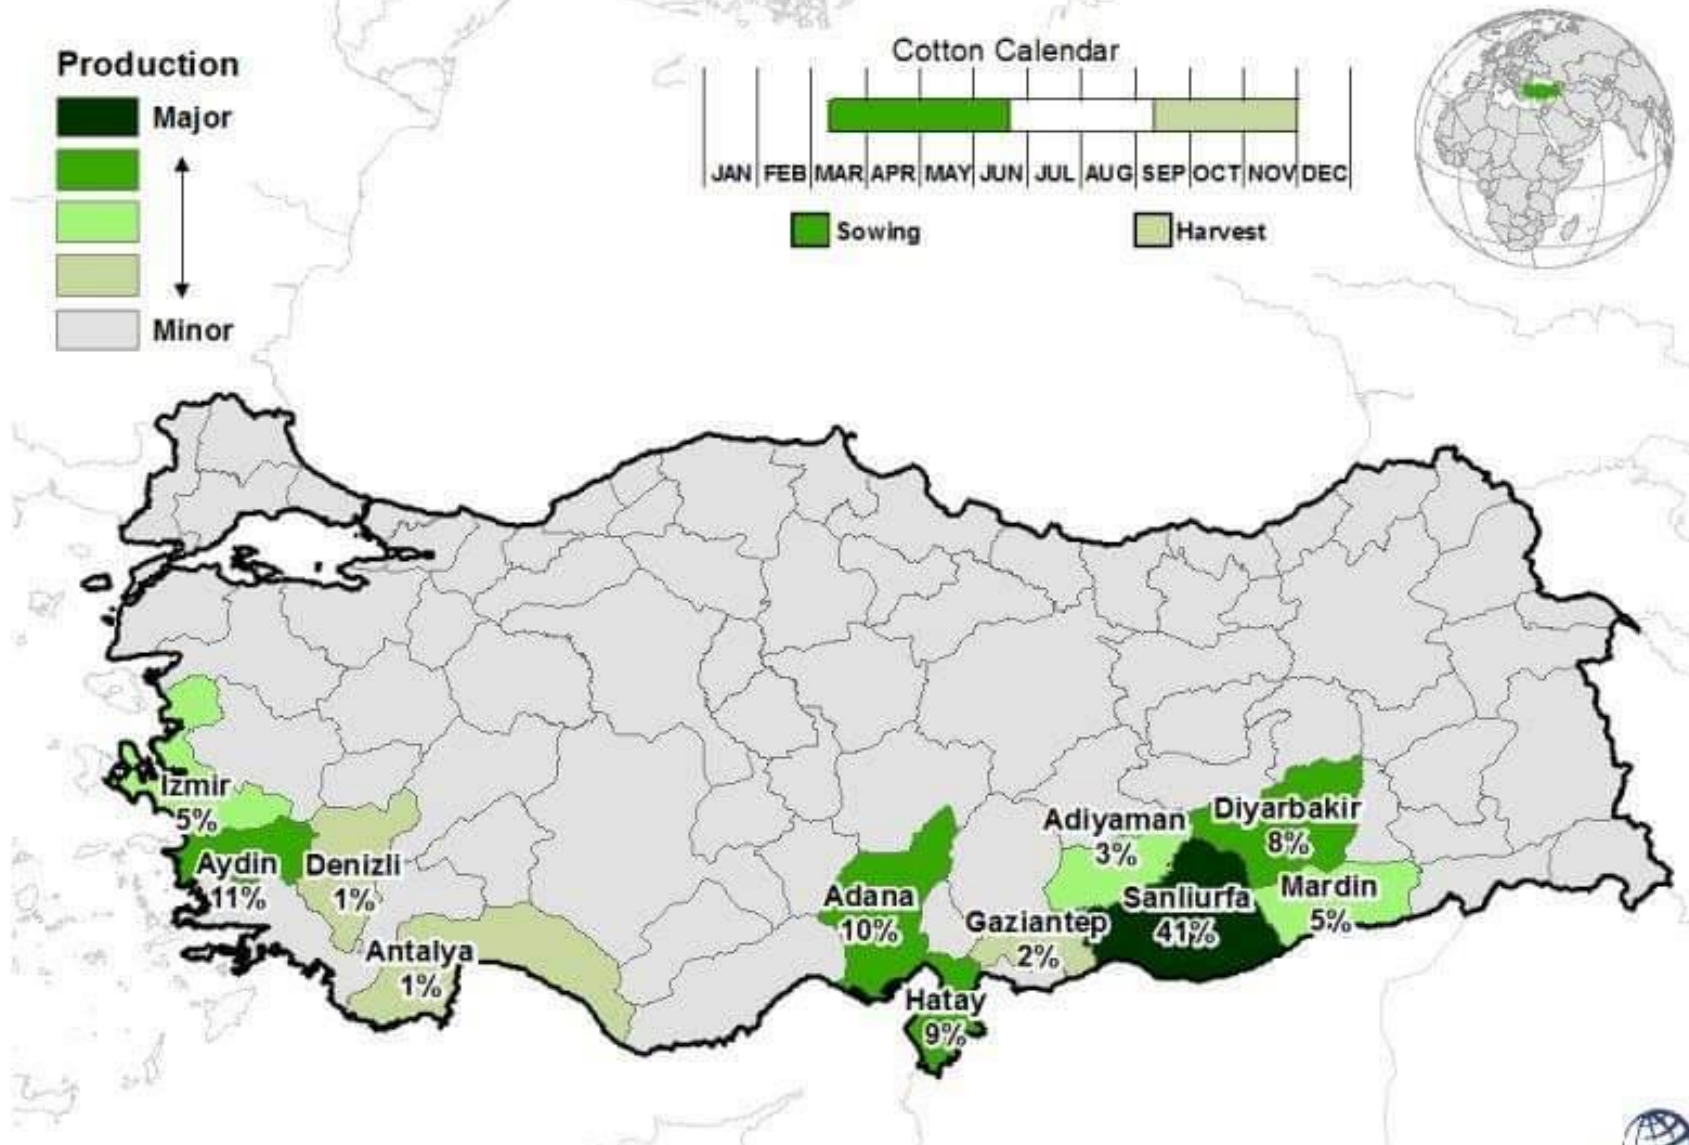 Production
Major
Minor
Cotton Calendar
JAN FEB MAR APR MAY JUN JUL AUG SEP OCT NOV DEC
Sowing
Harvest
Izmir
5%
Aydin
11%
Denizli
1%
Antalya
1%
Adana
10%
Hatay
9%
Gaziantep
2%
Adiyaman
3%
Sanliurfa
41%
Diyarbakir
8%
Mardin
5%